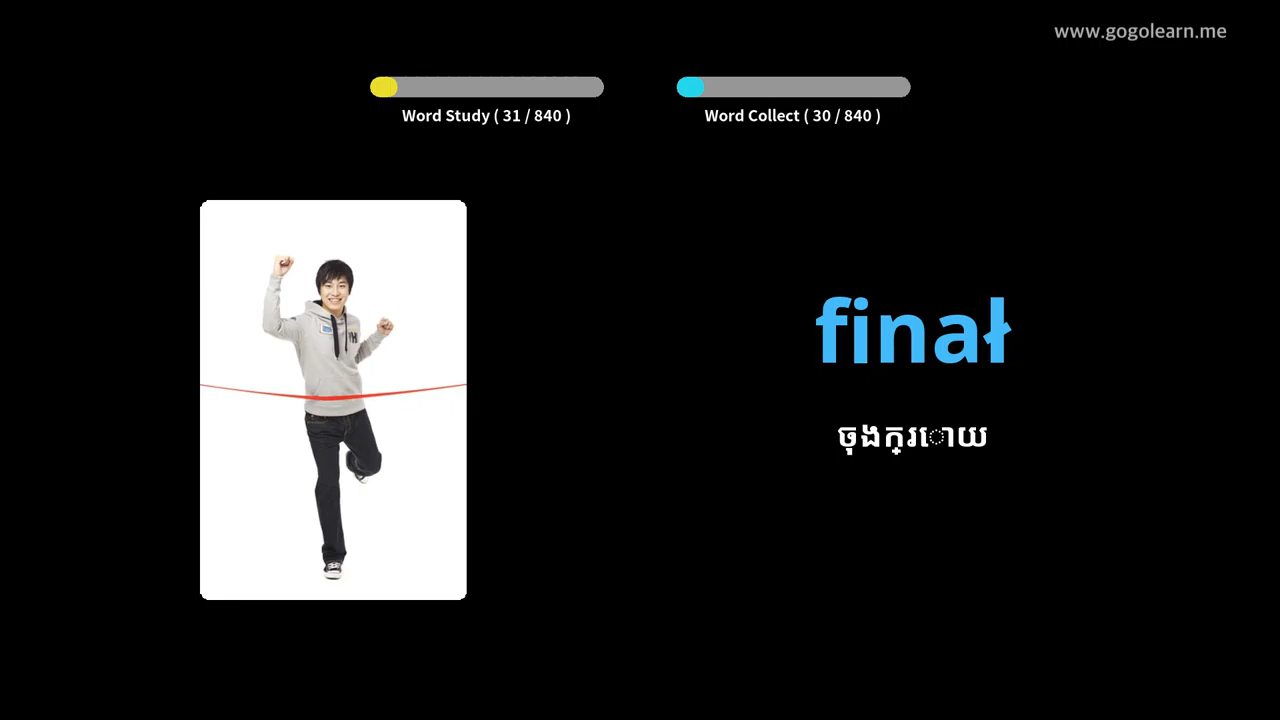 www.gogolearn.me
Word Study ( 31 / 840 )
Word Collect ( 30 / 840 )
finał
ចុងក្រោយ